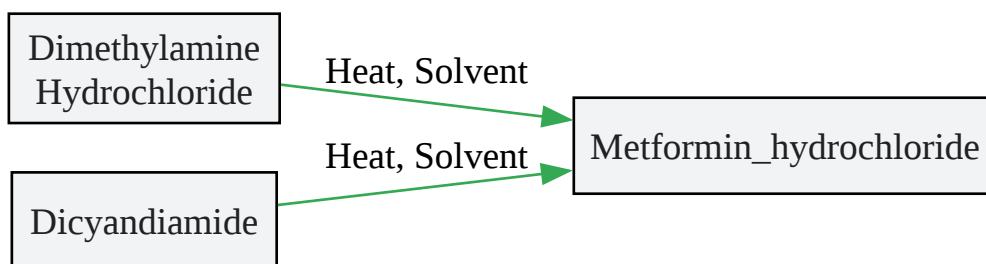 Dimethylamine
Hydrochloride
Heat, Solvent
Heat, Solvent
Metformin_hydrochloride
Dicyandiamide